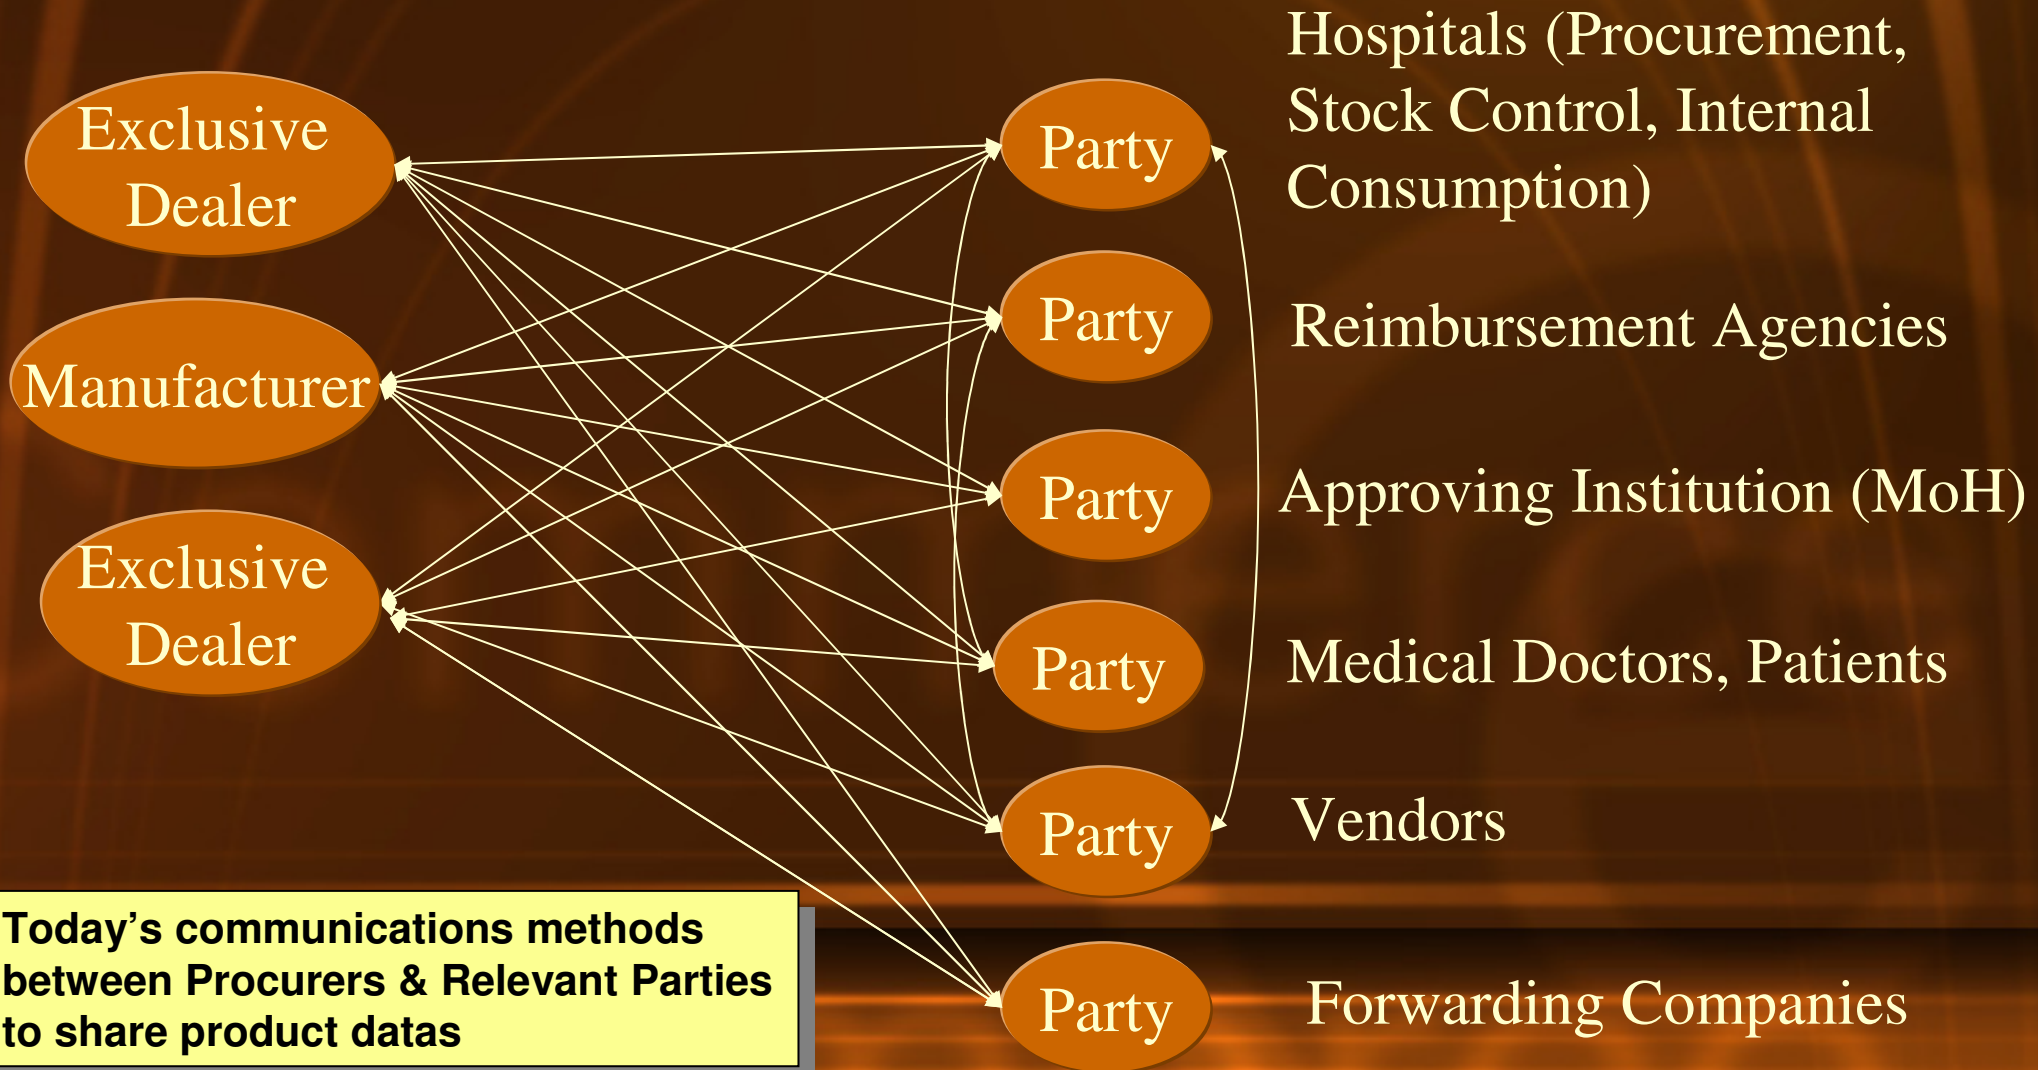 Exclusive
Dealer
Manufacturer
Exclusive
Dealer
Party
Hospitals (Procurement,
Stock Control, Internal
Consumption)
Party
Reimbursement Agencies
Party
Approving Institution (MoH)
Party
Medical Doctors, Patients
Party
Vendors
Party
Forwarding Companies
Today’s communications methods
between Procurers & Relevant Parties
to share product datas